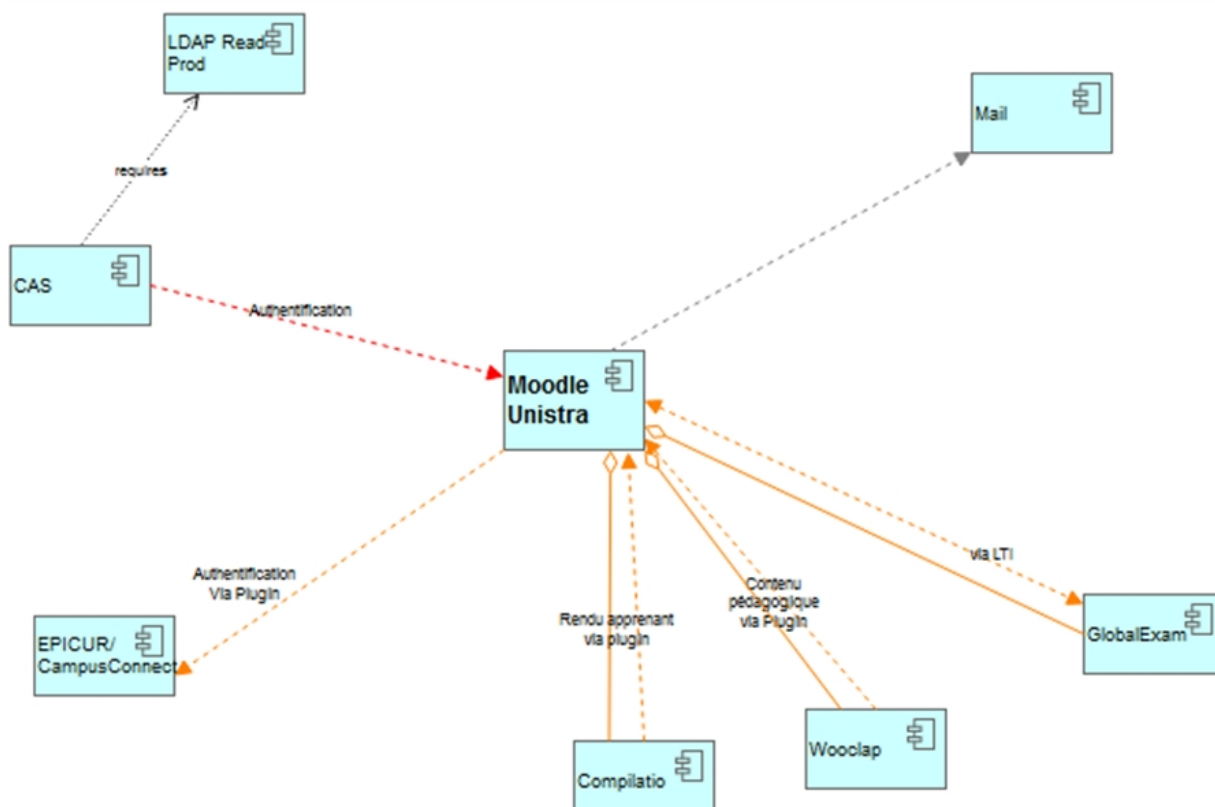 LDAP Read
Prod
Mail
requires
CAS
Authentification
Moodle
Unistra
via LTI
Authentification
Via Plugin
Contenu
pédagogique
via Plugin
Rendu apprenant
via plugin
EPICUR/
CampusConnect
GlobalExam
Wooclap
Compilatio